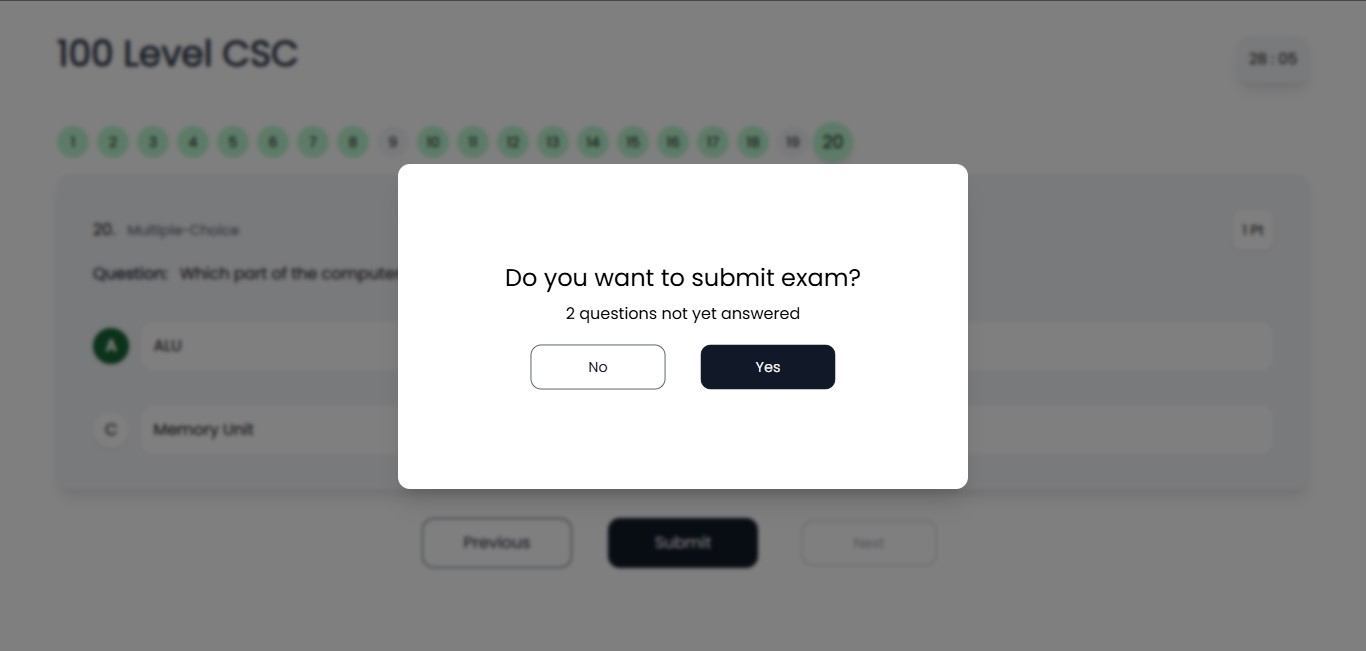 100 Level CSC
28 : 05
1 2 3 4 5 6 7 8 9 10 11 12 13 14 15 16 17 18 19 20
20. Multiple-Choice
1 Pt
Question: Which part of the computer
Do you want to submit exam?
2 questions not yet answered
No
Yes
A ALU
C Memory Unit
Previous
Submit
Next